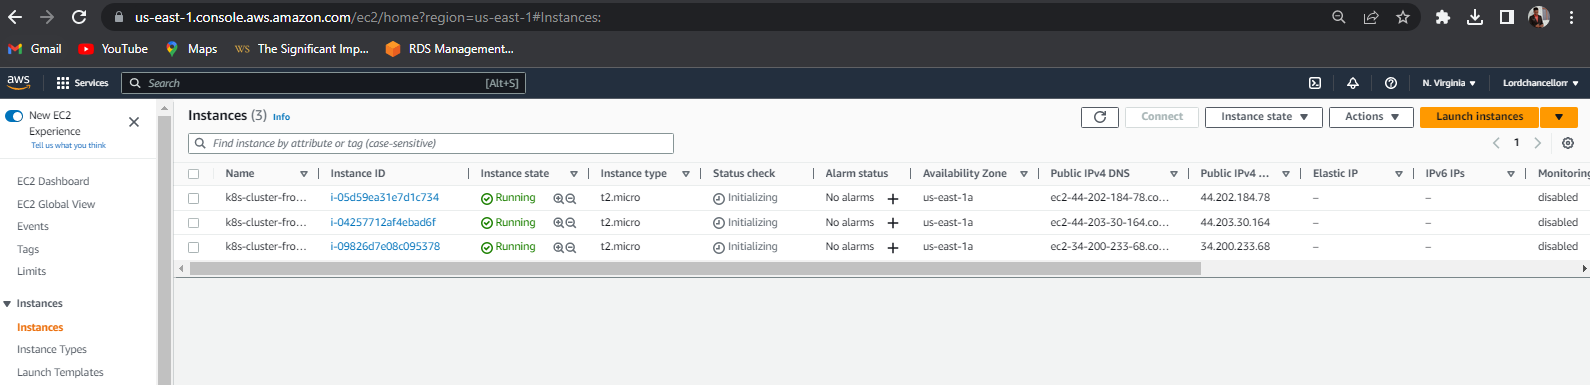 us-east-1.console.aws.amazon.com/ec2/home?region=us-east-1#Instances:
Gmail YouTube Maps WS The Significant Imp... RDS Management...
aws Services Search [Alt+S] N. Virginia Lordchancellorr
New EC2 Experience
Tell us what you think
EC2 Dashboard
EC2 Global View
Events
Tags
Limits
Instances
Instances
Instance Types
Launch Templates
Instances (3) Info
Connect Instance state Actions Launch instances
Find instance by attribute or tag (case-sensitive) 1
Name Instance ID Instance state Instance type Status check Alarm status Availability Zone Public IPv4 DNS Public IPv4 ... Elastic IP IPv6 IPs Monitoring
k8s-cluster-fro... i-05d59ea31e7d1c734 Running t2.micro Initializing No alarms + us-east-1a ec2-44-202-184-78.co... 44.202.184.78 – – disabled
k8s-cluster-fro... i-04257712af4ebad6f Running t2.micro Initializing No alarms + us-east-1a ec2-44-203-30-164.co... 44.203.30.164 – – disabled
k8s-cluster-fro... i-09826d7e08c095378 Running t2.micro Initializing No alarms + us-east-1a ec2-34-200-233-68.co... 34.200.233.68 – – disabled